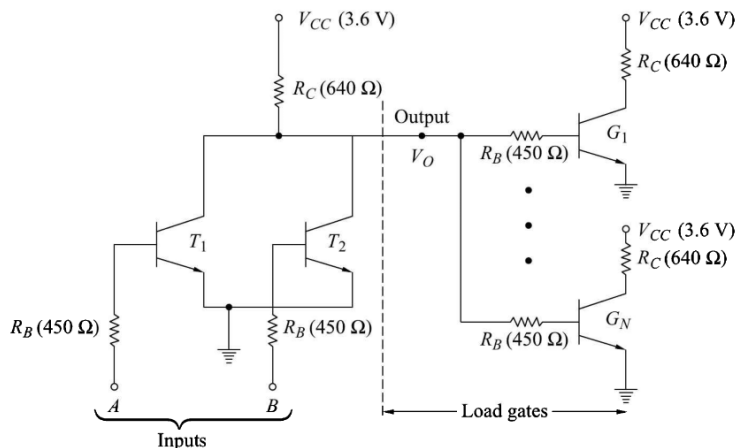 V_CC (3.6 V)
R_C (640 Ω)
Output
V_O
V_CC (3.6 V)
R_C (640 Ω)
R_B (450 Ω)
G_1
T_1
T_2
V_CC (3.6 V)
R_C (640 Ω)
R_B (450 Ω)
G_N
R_B (450 Ω)
R_B (450 Ω)
A
B
Inputs
Load gates